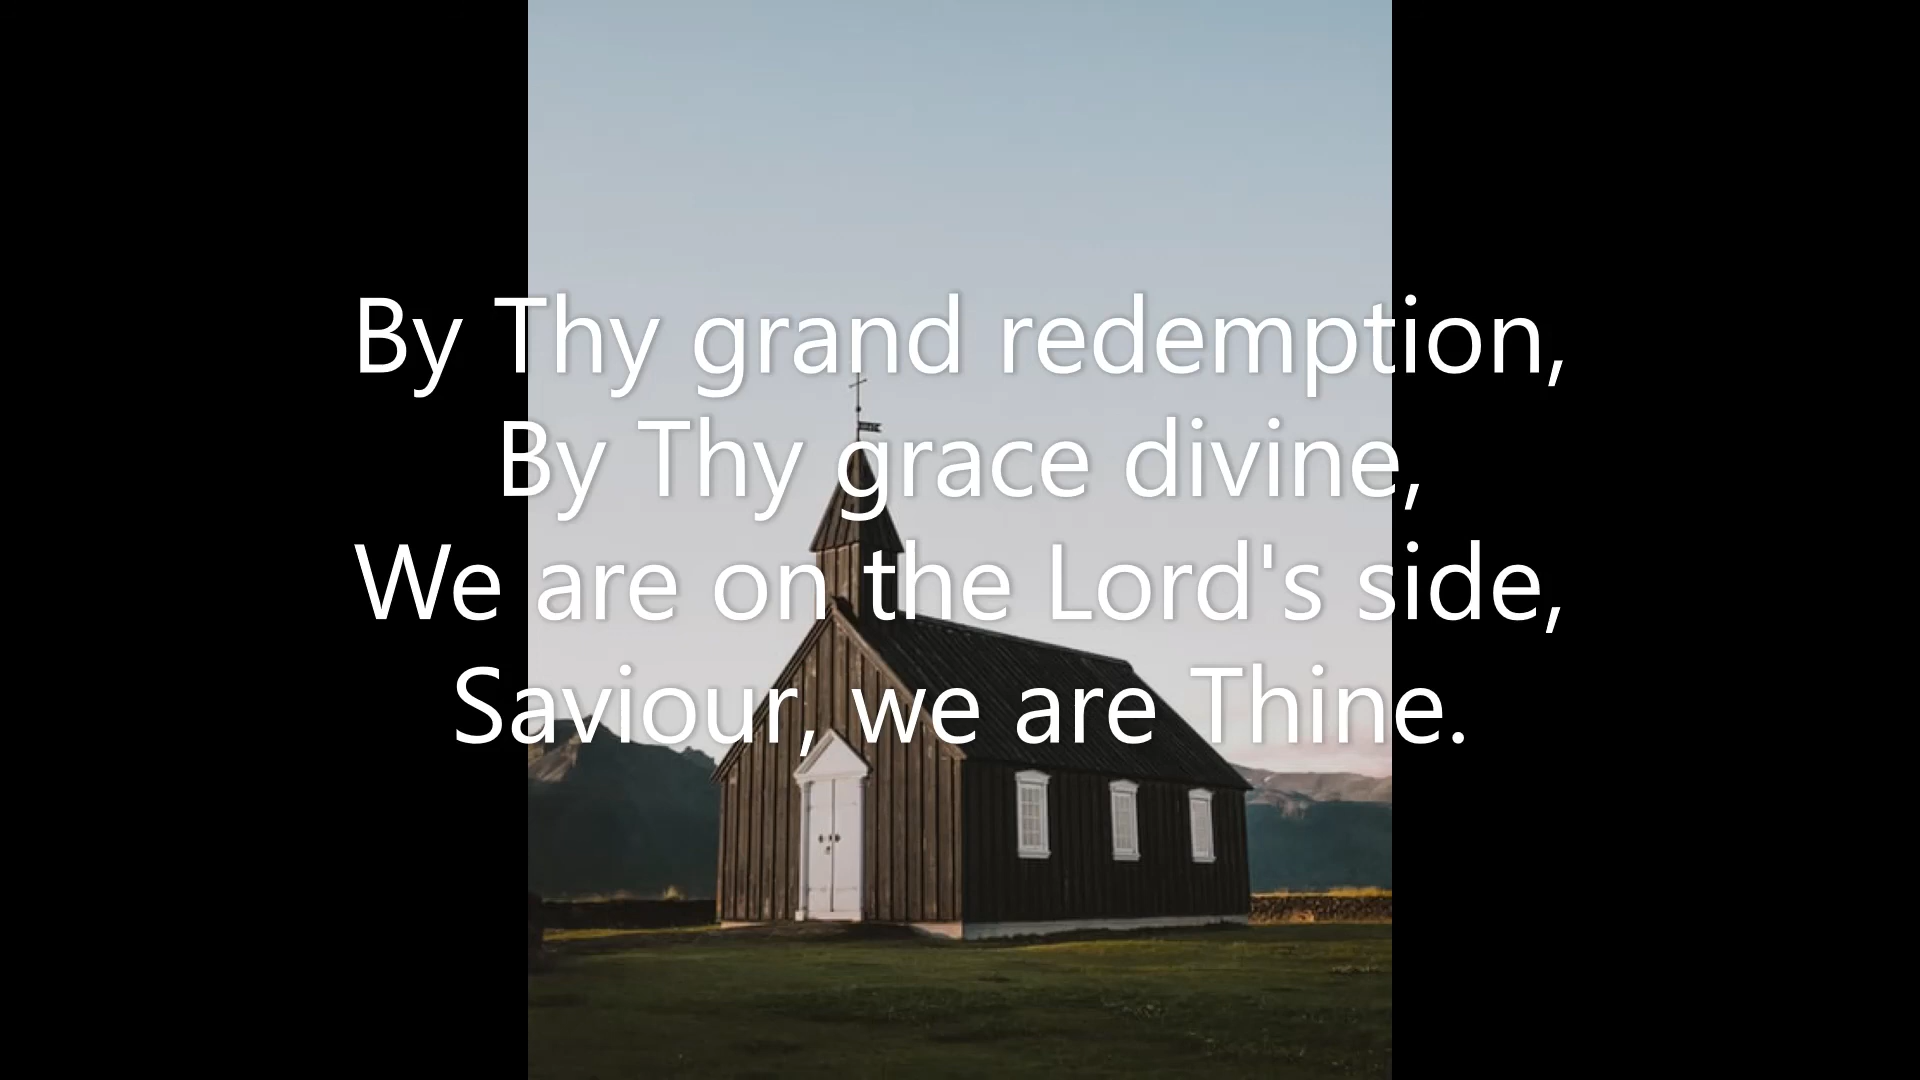 By Thy grand redemption,
By Thy grace divine,
We are on the Lord's side,
Saviour, we are Thine.